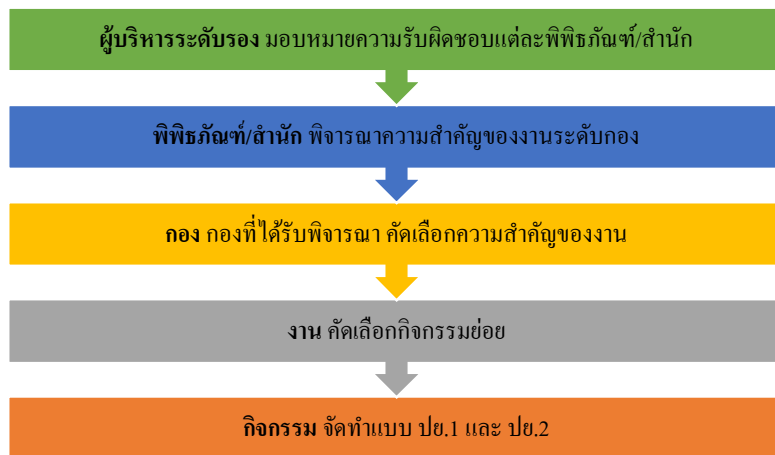 ผู้บริหารระดับรอง มอบหมายความรับผิดชอบแต่ละพิพิธภัณฑ์/สำนัก
พิพิธภัณฑ์/สำนัก พิจารณาความสำคัญของงานระดับกอง
กอง กองที่ได้รับพิจารณา คัดเลือกความสำคัญของงาน
งาน คัดเลือกกิจกรรมย่อย
กิจกรรม จัดทำแบบ ปย.1 และ ปย.2